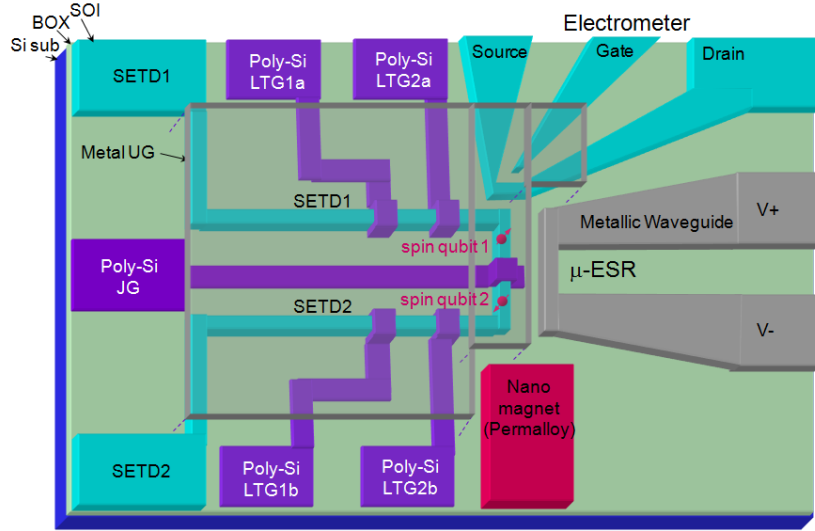 Electrometer
SOI
BOX
Si sub
SETD1
Poly-Si
LTG1a
Poly-Si
LTG2a
Source
Gate
Drain
Metal UG
SETD1
Metallic Waveguide
V+
spin qubit 1
Poly-Si
JG
μ-ESR
spin qubit 2
SETD2
V-
Nano
magnet
(Permalloy)
SETD2
Poly-Si
LTG1b
Poly-Si
LTG2b